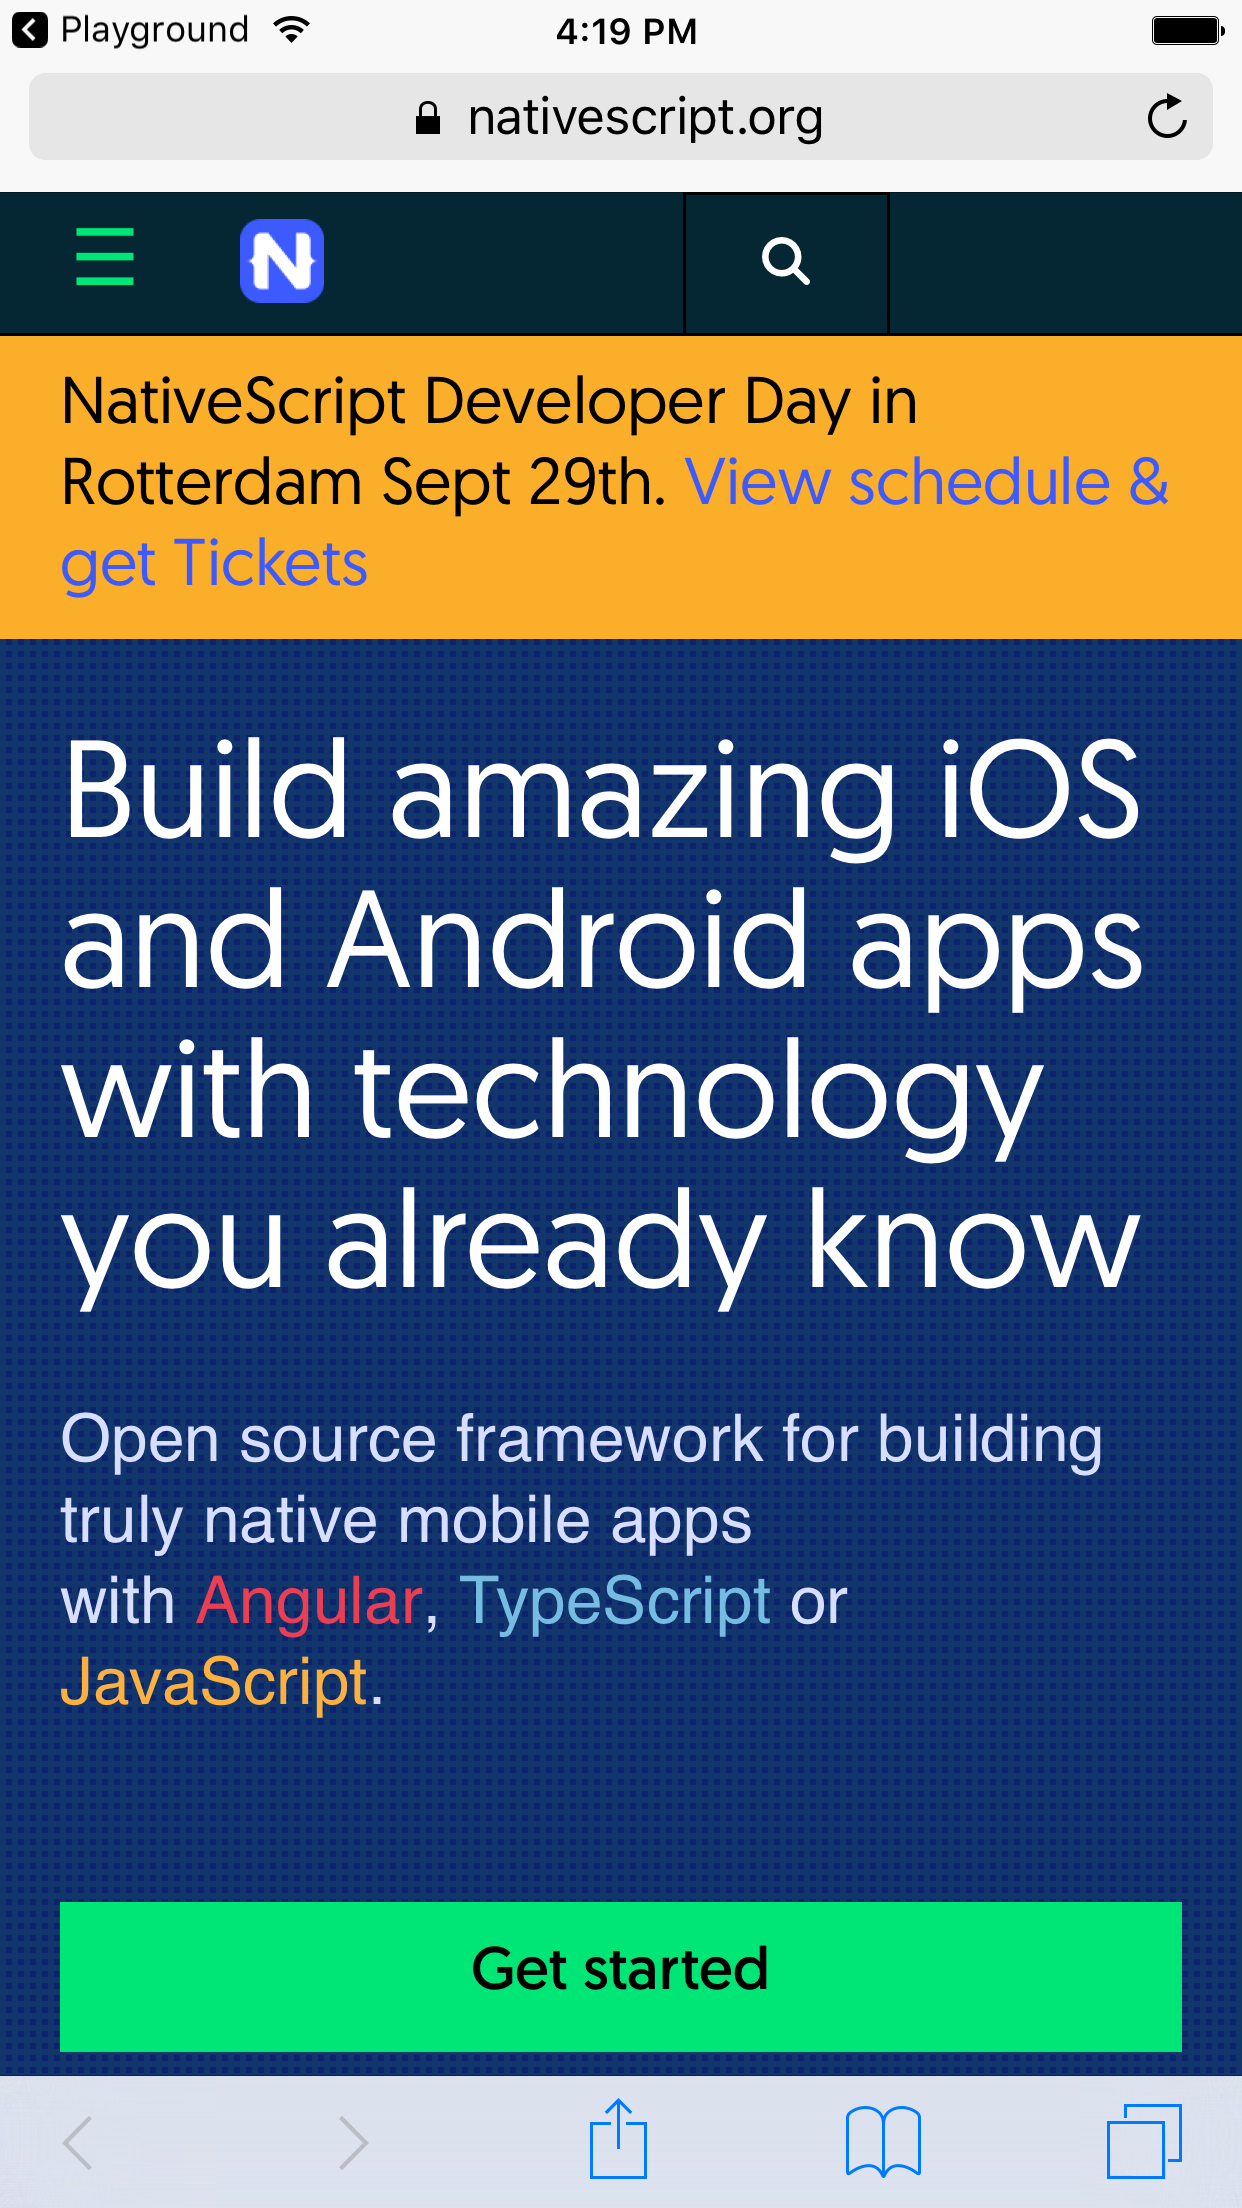 Playground
4:19 PM
nativescript.org
N
NativeScript Developer Day in
Rotterdam Sept 29th. View schedule &
get Tickets
Build amazing iOS
and Android apps
with technology
you already know
Open source framework for building
truly native mobile apps
with Angular, TypeScript or
JavaScript.
Get started